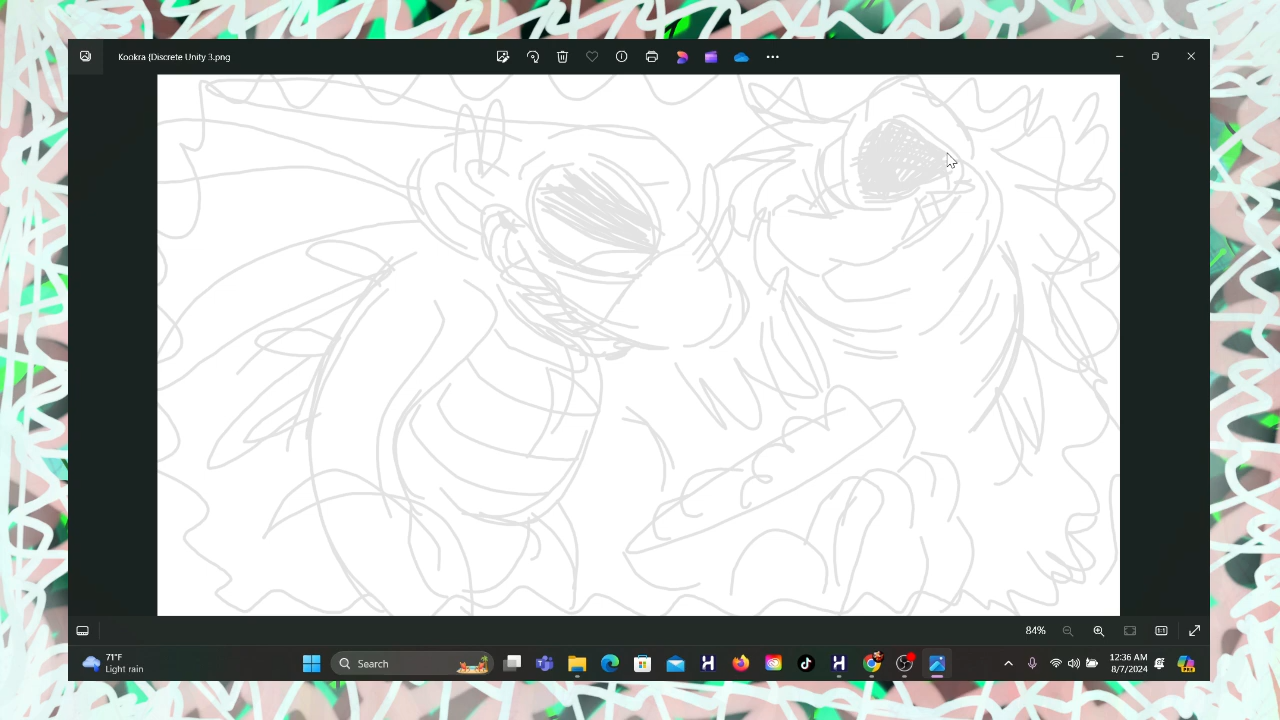 Kookra (Discrete Unity 3.png
84%
71°F
Light rain
Search
12:36 AM
8/7/2024